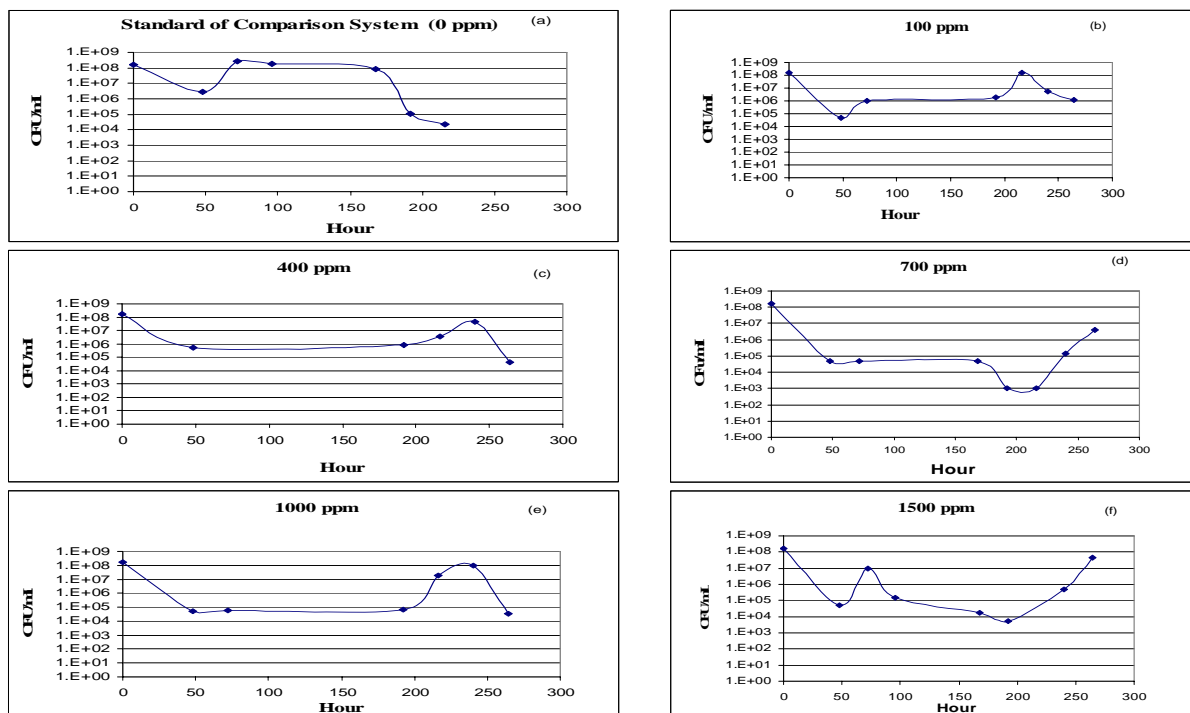 Standard of Comparison System (0 ppm) (a)
1.E+09
1.E+08
1.E+07
1.E+06
1.E+05
1.E+04
1.E+03
1.E+02
1.E+01
1.E+00
CFU/ml
0 50 100 150 200 250 300
Hour
100 ppm (b)
1.E+09
1.E+08
1.E+07
1.E+06
1.E+05
1.E+04
1.E+03
1.E+02
1.E+01
1.E+00
CFU/ml
0 50 100 150 200 250 300
Hour
400 ppm (c)
1.E+09
1.E+08
1.E+07
1.E+06
1.E+05
1.E+04
1.E+03
1.E+02
1.E+01
1.E+00
CFU/ml
0 50 100 150 200 250 300
Hour
700 ppm (d)
1.E+09
1.E+08
1.E+07
1.E+06
1.E+05
1.E+04
1.E+03
1.E+02
1.E+01
1.E+00
CFu/ml
0 50 100 150 200 250 300
Hour
1000 ppm (e)
1.E+09
1.E+08
1.E+07
1.E+06
1.E+05
1.E+04
1.E+03
1.E+02
1.E+01
1.E+00
CFU/ml
0 50 100 150 200 250 300
Hour
1500 ppm (f)
1.E+09
1.E+08
1.E+07
1.E+06
1.E+05
1.E+04
1.E+03
1.E+02
1.E+01
1.E+00
CFU/mL
0 50 100 150 200 250 300
Hour